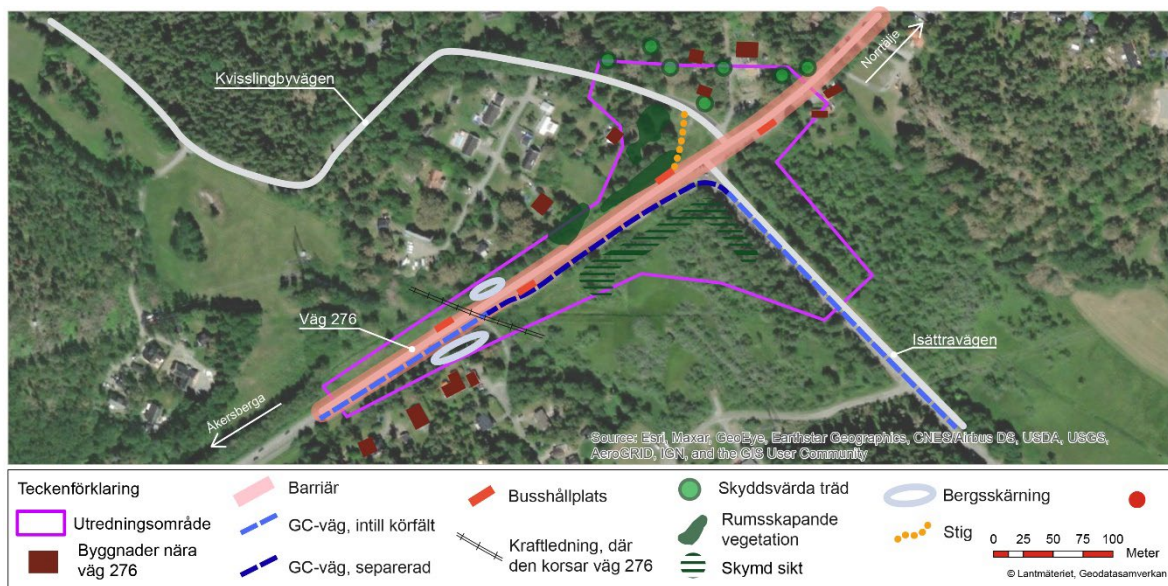 Kvisslingbyvägen
Norrtälje
Väg 276
Isättravägen
Åkersberga
Source: Esri, Maxar, GeoEye, Earthstar Geographics, CNES/Airbus DS, USDA, USGS,
AeroGRID, IGN, and the GIS User Community
Teckenförklaring
Utredningsområde
Byggnader nära
väg 276
Barriär
GC-väg, intill körfält
GC-väg, separerad
Busshållplats
Kraftledning, där
den korsar väg 276
Skyddsvärda träd
Rumsskapande
vegetation
Skymd sikt
Bergsskärning
Stig
0 25 50 75 100
Meter
© Lantmäteriet, Geodatasamverkan